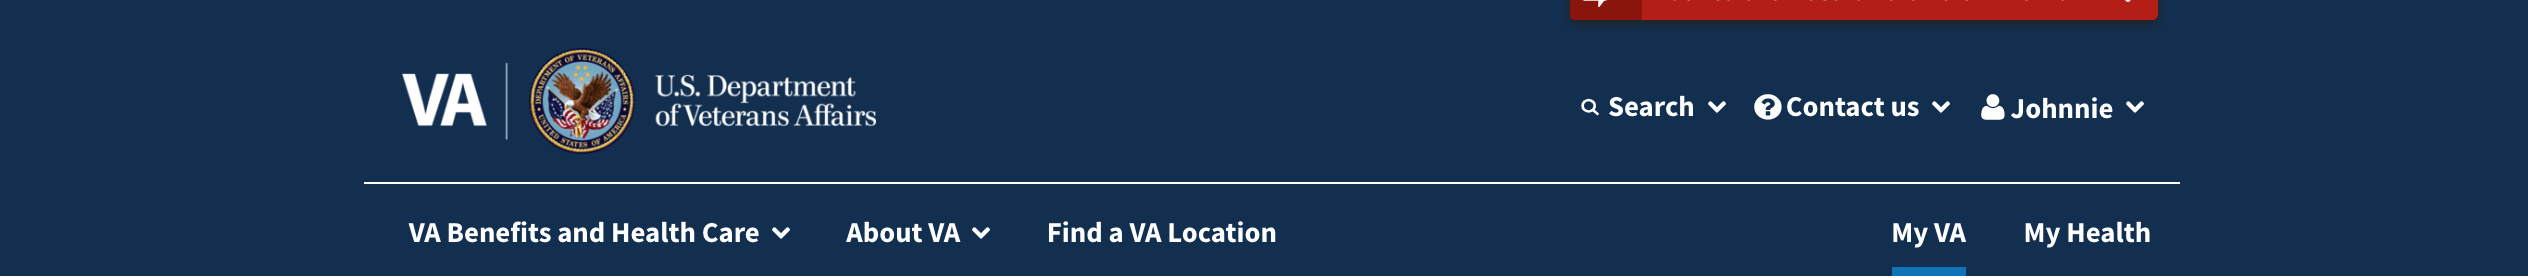 VA
DEPARTMENT OF VETERANS AFFAIRS
UNITED STATES OF AMERICA
U.S. Department
of Veterans Affairs
Search
Contact us
Johnnie
VA Benefits and Health Care
About VA
Find a VA Location
My VA
My Health